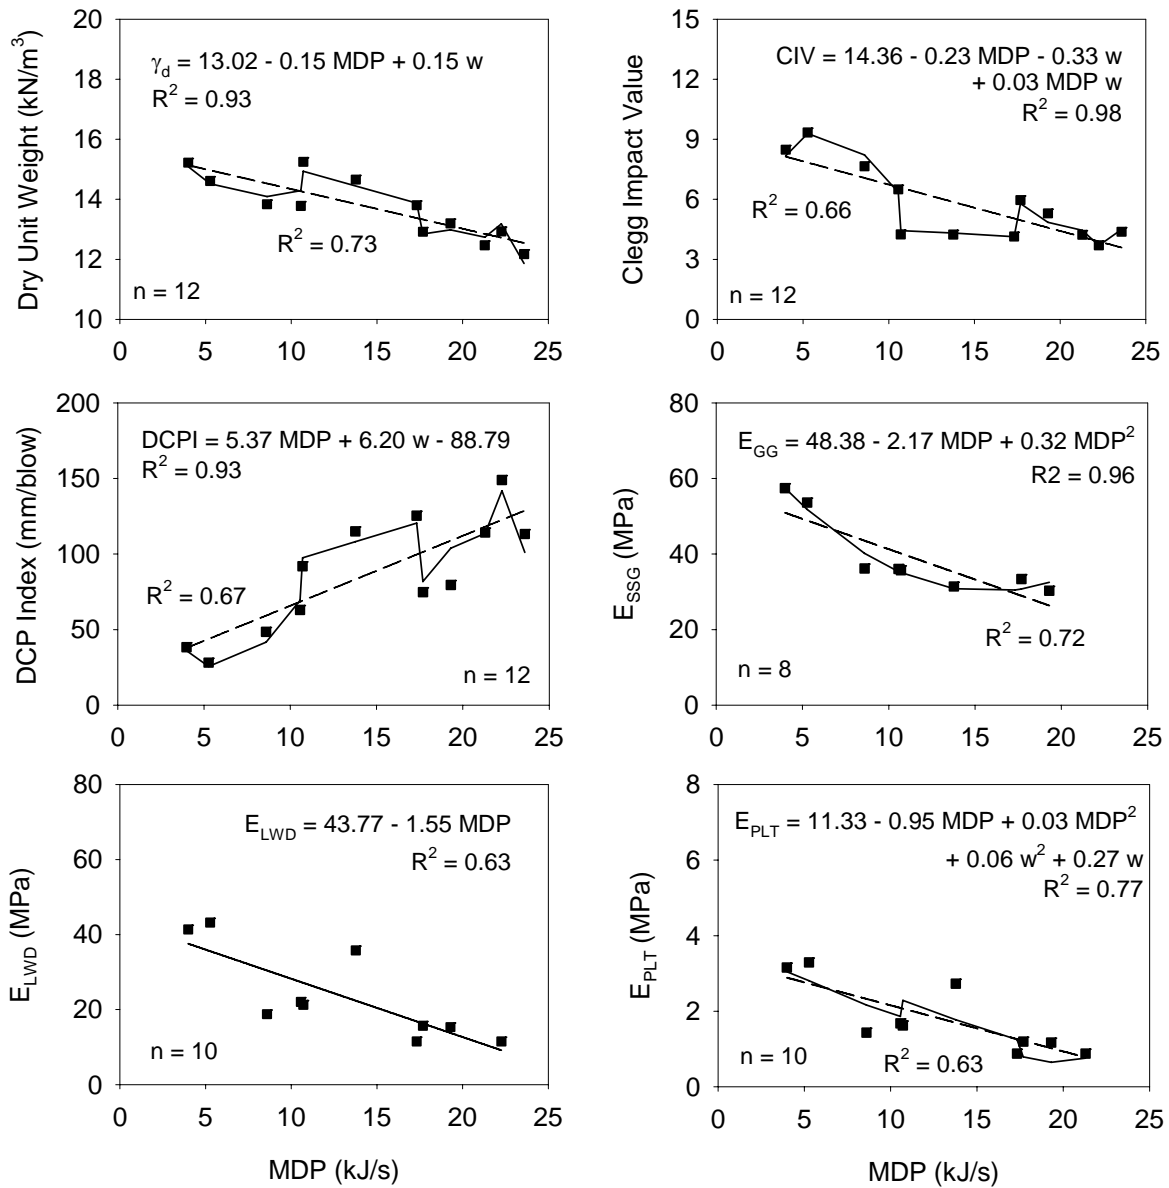 Dry Unit Weight (kN/m³)
20
18
16
14
12
10
γd = 13.02 - 0.15 MDP + 0.15 w
R² = 0.93
R² = 0.73
n = 12
0 5 10 15 20 25
Clegg Impact Value
15
12
9
6
3
0
CIV = 14.36 - 0.23 MDP - 0.33 w
+ 0.03 MDP w
R² = 0.98
R² = 0.66
n = 12
0 5 10 15 20 25
DCP Index (mm/blow)
200
150
100
50
0
DCPI = 5.37 MDP + 6.20 w - 88.79
R² = 0.93
R² = 0.67
n = 12
0 5 10 15 20 25
E_SSG (MPa)
80
60
40
20
0
E_GG = 48.38 - 2.17 MDP + 0.32 MDP²
R2 = 0.96
R² = 0.72
n = 8
0 5 10 15 20 25
E_LWD (MPa)
80
60
40
20
0
E_LWD = 43.77 - 1.55 MDP
R² = 0.63
n = 10
0 5 10 15 20 25
MDP (kJ/s)
E_PLT (MPa)
8
6
4
2
0
E_PLT = 11.33 - 0.95 MDP + 0.03 MDP²
+ 0.06 w² + 0.27 w
R² = 0.77
R² = 0.63
n = 10
0 5 10 15 20 25
MDP (kJ/s)